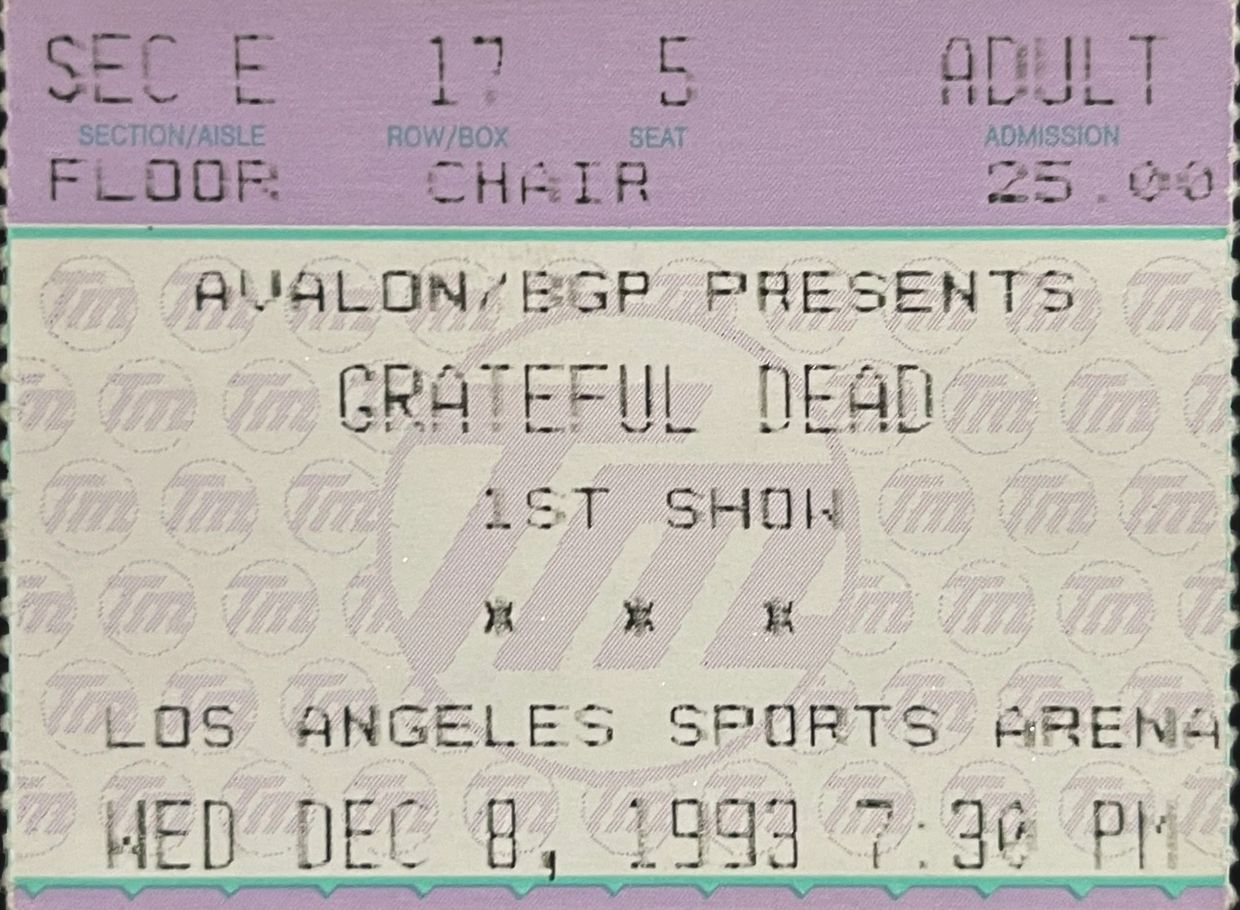 SEC E 17 5 ADULT
SECTION/AISLE ROW/BOX SEAT ADMISSION
FLOOR CHAIR 25.00
AVALON/BGP PRESENTS
GRATEFUL DEAD
1ST SHOW
* * *
LOS ANGELES SPORTS ARENA
WED DEC 8, 1993 7:30 PM